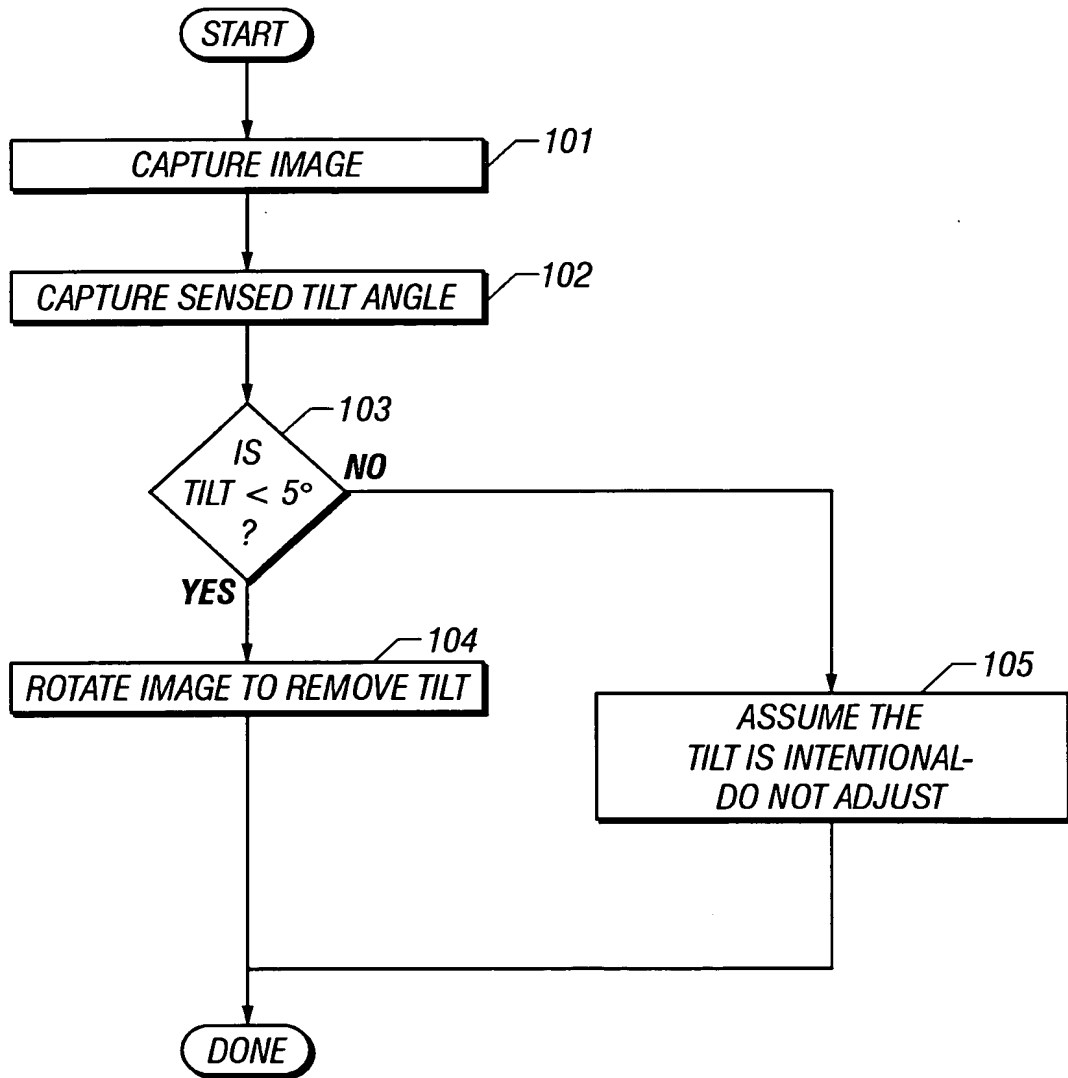 START
101
CAPTURE IMAGE
102
CAPTURE SENSED TILT ANGLE
103
IS
TILT < 5°
?
NO
YES
104
ROTATE IMAGE TO REMOVE TILT
105
ASSUME THE
TILT IS INTENTIONAL-
DO NOT ADJUST
DONE